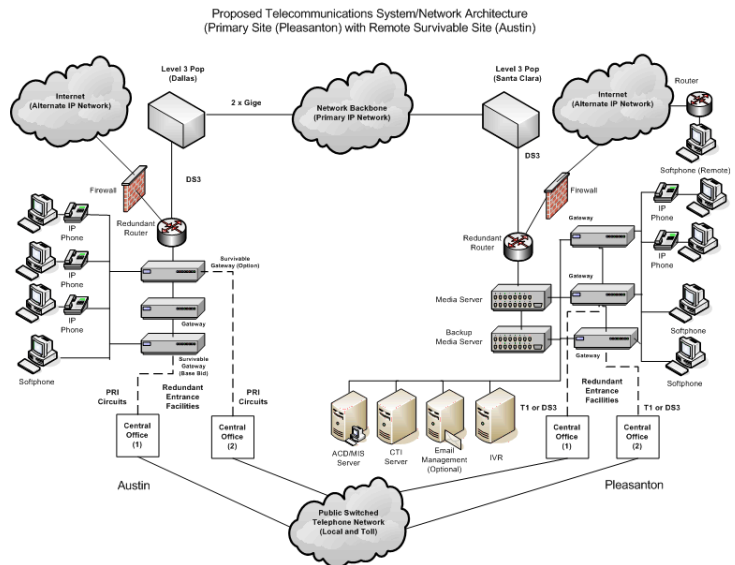 Proposed Telecommunications System/Network Architecture
(Primary Site (Pleasanton) with Remote Survivable Site (Austin)
Level 3 Pop
(Dallas)
Internet
(Alternate IP Network)
2 x Gige
Network Backbone
(Primary IP Network)
Level 3 Pop
(Santa Clara)
Internet
(Alternate IP Network)
Router
Softphone (Remote)
DS3
Firewall
Redundant
Router
IP
Phone
IP
Phone
IP
Phone
Softphone
Survivable
Gateway (Option)
Gateway
Survivable
Gateway
(Base Bid)
DS3
Firewall
Redundant
Router
Gateway
IP
Phone
IP
Phone
Media Server
Gateway
Backup
Media Server
Gateway
Softphone
Softphone
PRI
Circuits
Redundant
Entrance
Facilities
PRI
Circuits
Redundant
Entrance
Facilities
T1 or DS3
T1 or DS3
Central
Office
(1)
Central
Office
(2)
ACD/MIS
Server
CTI
Server
Email
Management
(Optional)
IVR
Central
Office
(1)
Central
Office
(2)
Austin
Pleasanton
Public Switched
Telephone Network
(Local and Toll)